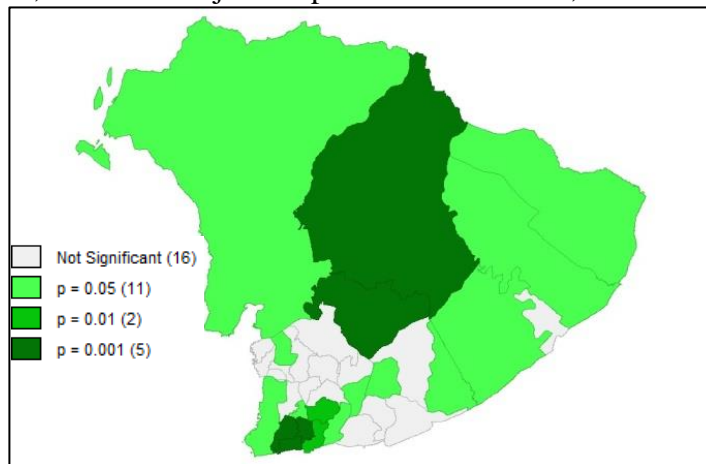 Not Significant (16)
p = 0.05 (11)
p = 0.01 (2)
p = 0.001 (5)